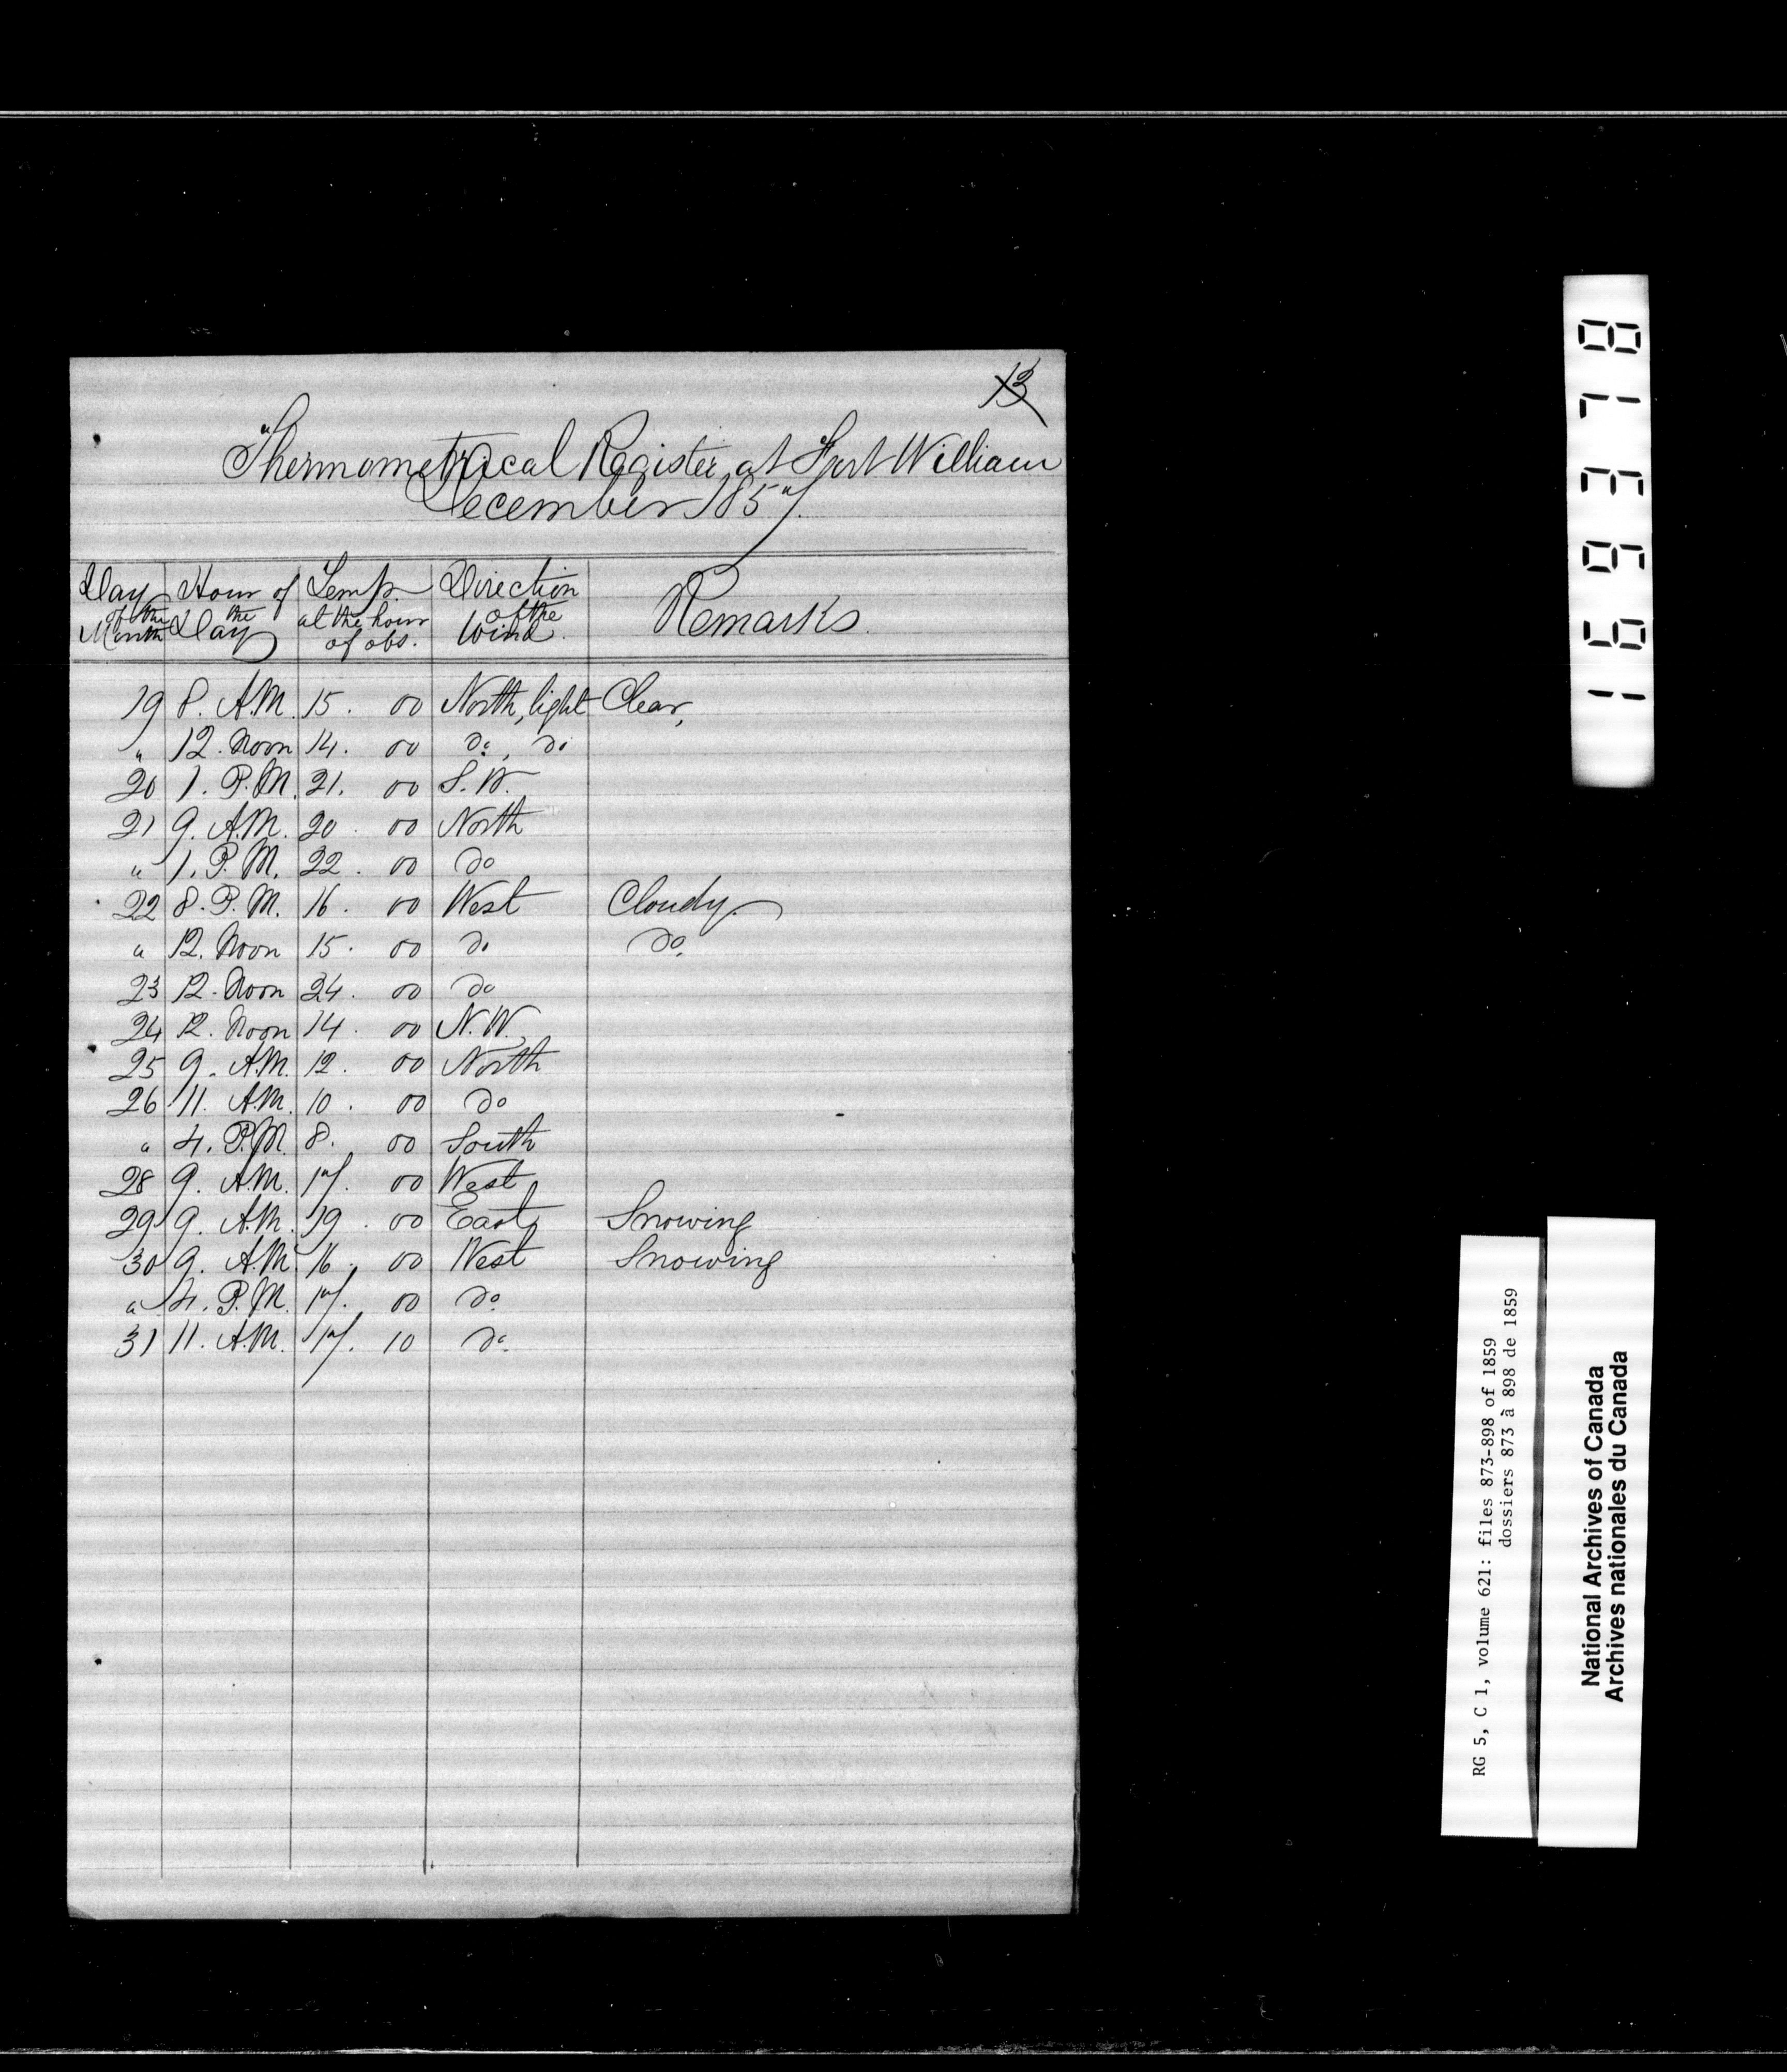 13
Thermometrical Register at Fort William
December 1857.
Day of the Month | Hour of the Day | Temp. at the hour of obs. | Direction of the Wind. | Remarks.
19 | 8. A.M. | 15. 00 | North, light | Clear,
" | 12. Noon | 14. 00 | do, do
20 | 1. P.M. | 21. 00 | S.W.
21 | 9. A.M. | 20. 00 | North
" | 1. P.M. | 22. 00 | do
22 | 8. P.M. | 16. 00 | West | Cloudy.
" | 12. Noon | 15. 00 | do | do.
23 | 12. Noon | 24. 00 | do
24 | 12. Noon | 14. 00 | N.W.
25 | 9. A.M. | 12. 00 | North
26 | 11. A.M. | 10. 00 | do
" | 4. P.M. | 8. 00 | South
28 | 9. A.M. | 17. 00 | West
29 | 9. A.M. | 19. 00 | East | Snowing
30 | 9. A.M. | 16. 00 | West | Snowing
" | 4. P.M. | 17. 00 | do.
31 | 11. A.M. | 17. 10 | do.
169378
RG 5, C 1, volume 621: files 873-898 of 1859
dossiers 873 à 898 de 1859
National Archives of Canada
Archives nationales du Canada